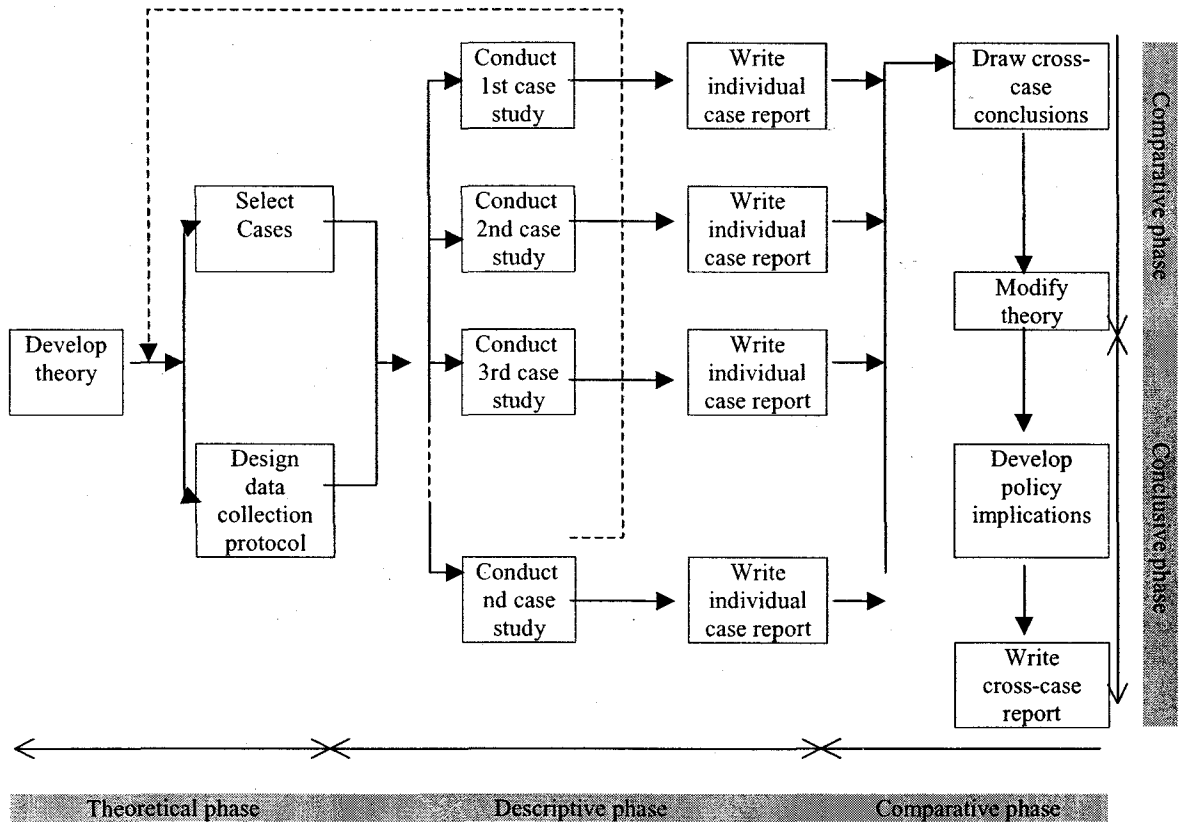 Develop
theory
Select
Cases
Design
data
collection
protocol
Conduct
1st case
study
Conduct
2nd case
study
Conduct
3rd case
study
Conduct
nd case
study
Write
individual
case report
Write
individual
case report
Write
individual
case report
Write
individual
case report
Draw cross-
case
conclusions
Modify
theory
Develop
policy
implications
Write
cross-case
report
Comparative phase
Conclusive phase
Theoretical phase
Descriptive phase
Comparative phase